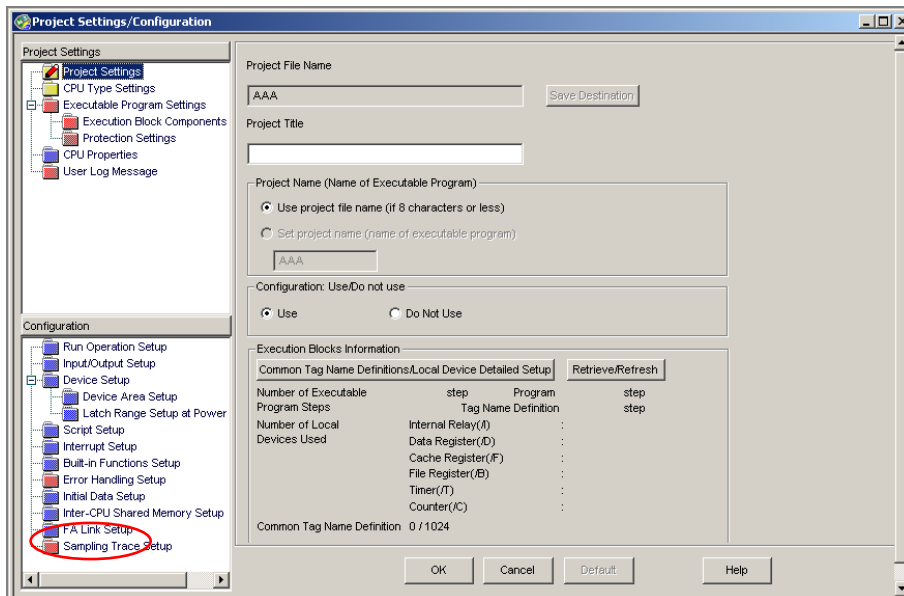 Project Settings/Configuration
Project Settings
Project Settings
CPU Type Settings
Executable Program Settings
Execution Block Components
Protection Settings
CPU Properties
User Log Message
Configuration
Run Operation Setup
Input/Output Setup
Device Setup
Device Area Setup
Latch Range Setup at Power
Script Setup
Interrupt Setup
Built-in Functions Setup
Error Handling Setup
Initial Data Setup
Inter-CPU Shared Memory Setup
FA Link Setup
Sampling Trace Setup
Project File Name
AAA
Save Destination
Project Title
Project Name (Name of Executable Program)
Use project file name (if 8 characters or less)
Set project name (name of executable program)
AAA
Configuration: Use/Do not use
Use Do Not Use
Execution Blocks Information
Common Tag Name Definitions/Local Device Detailed Setup Retrieve/Refresh
Number of Executable step Program step
Program Steps Tag Name Definition step
Number of Local Internal Relay(/I) :
Devices Used Data Register(/D) :
Cache Register(/F) :
File Register(/B) :
Timer(/T) :
Counter(/C) :
Common Tag Name Definition 0 / 1024
OK Cancel Default Help